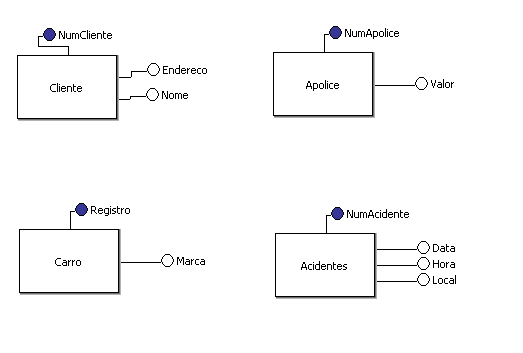 NumCliente
NumApolice
Cliente
Endereco
Nome
Apolice
Valor
Registro
NumAcidente
Carro
Marca
Acidentes
Data
Hora
Local